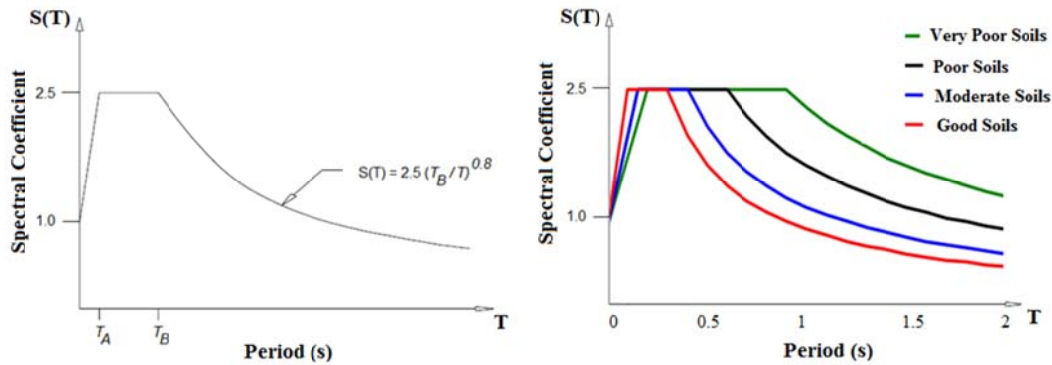 S(T)
Spectral Coefficient
2.5
1.0
S(T) = 2.5 (T_B/T)^0.8
T_A
T_B
T
Period (s)
S(T)
Spectral Coefficient
2.5
1.0
Very Poor Soils
Poor Soils
Moderate Soils
Good Soils
0
0.5
1
1.5
2
T
Period (s)